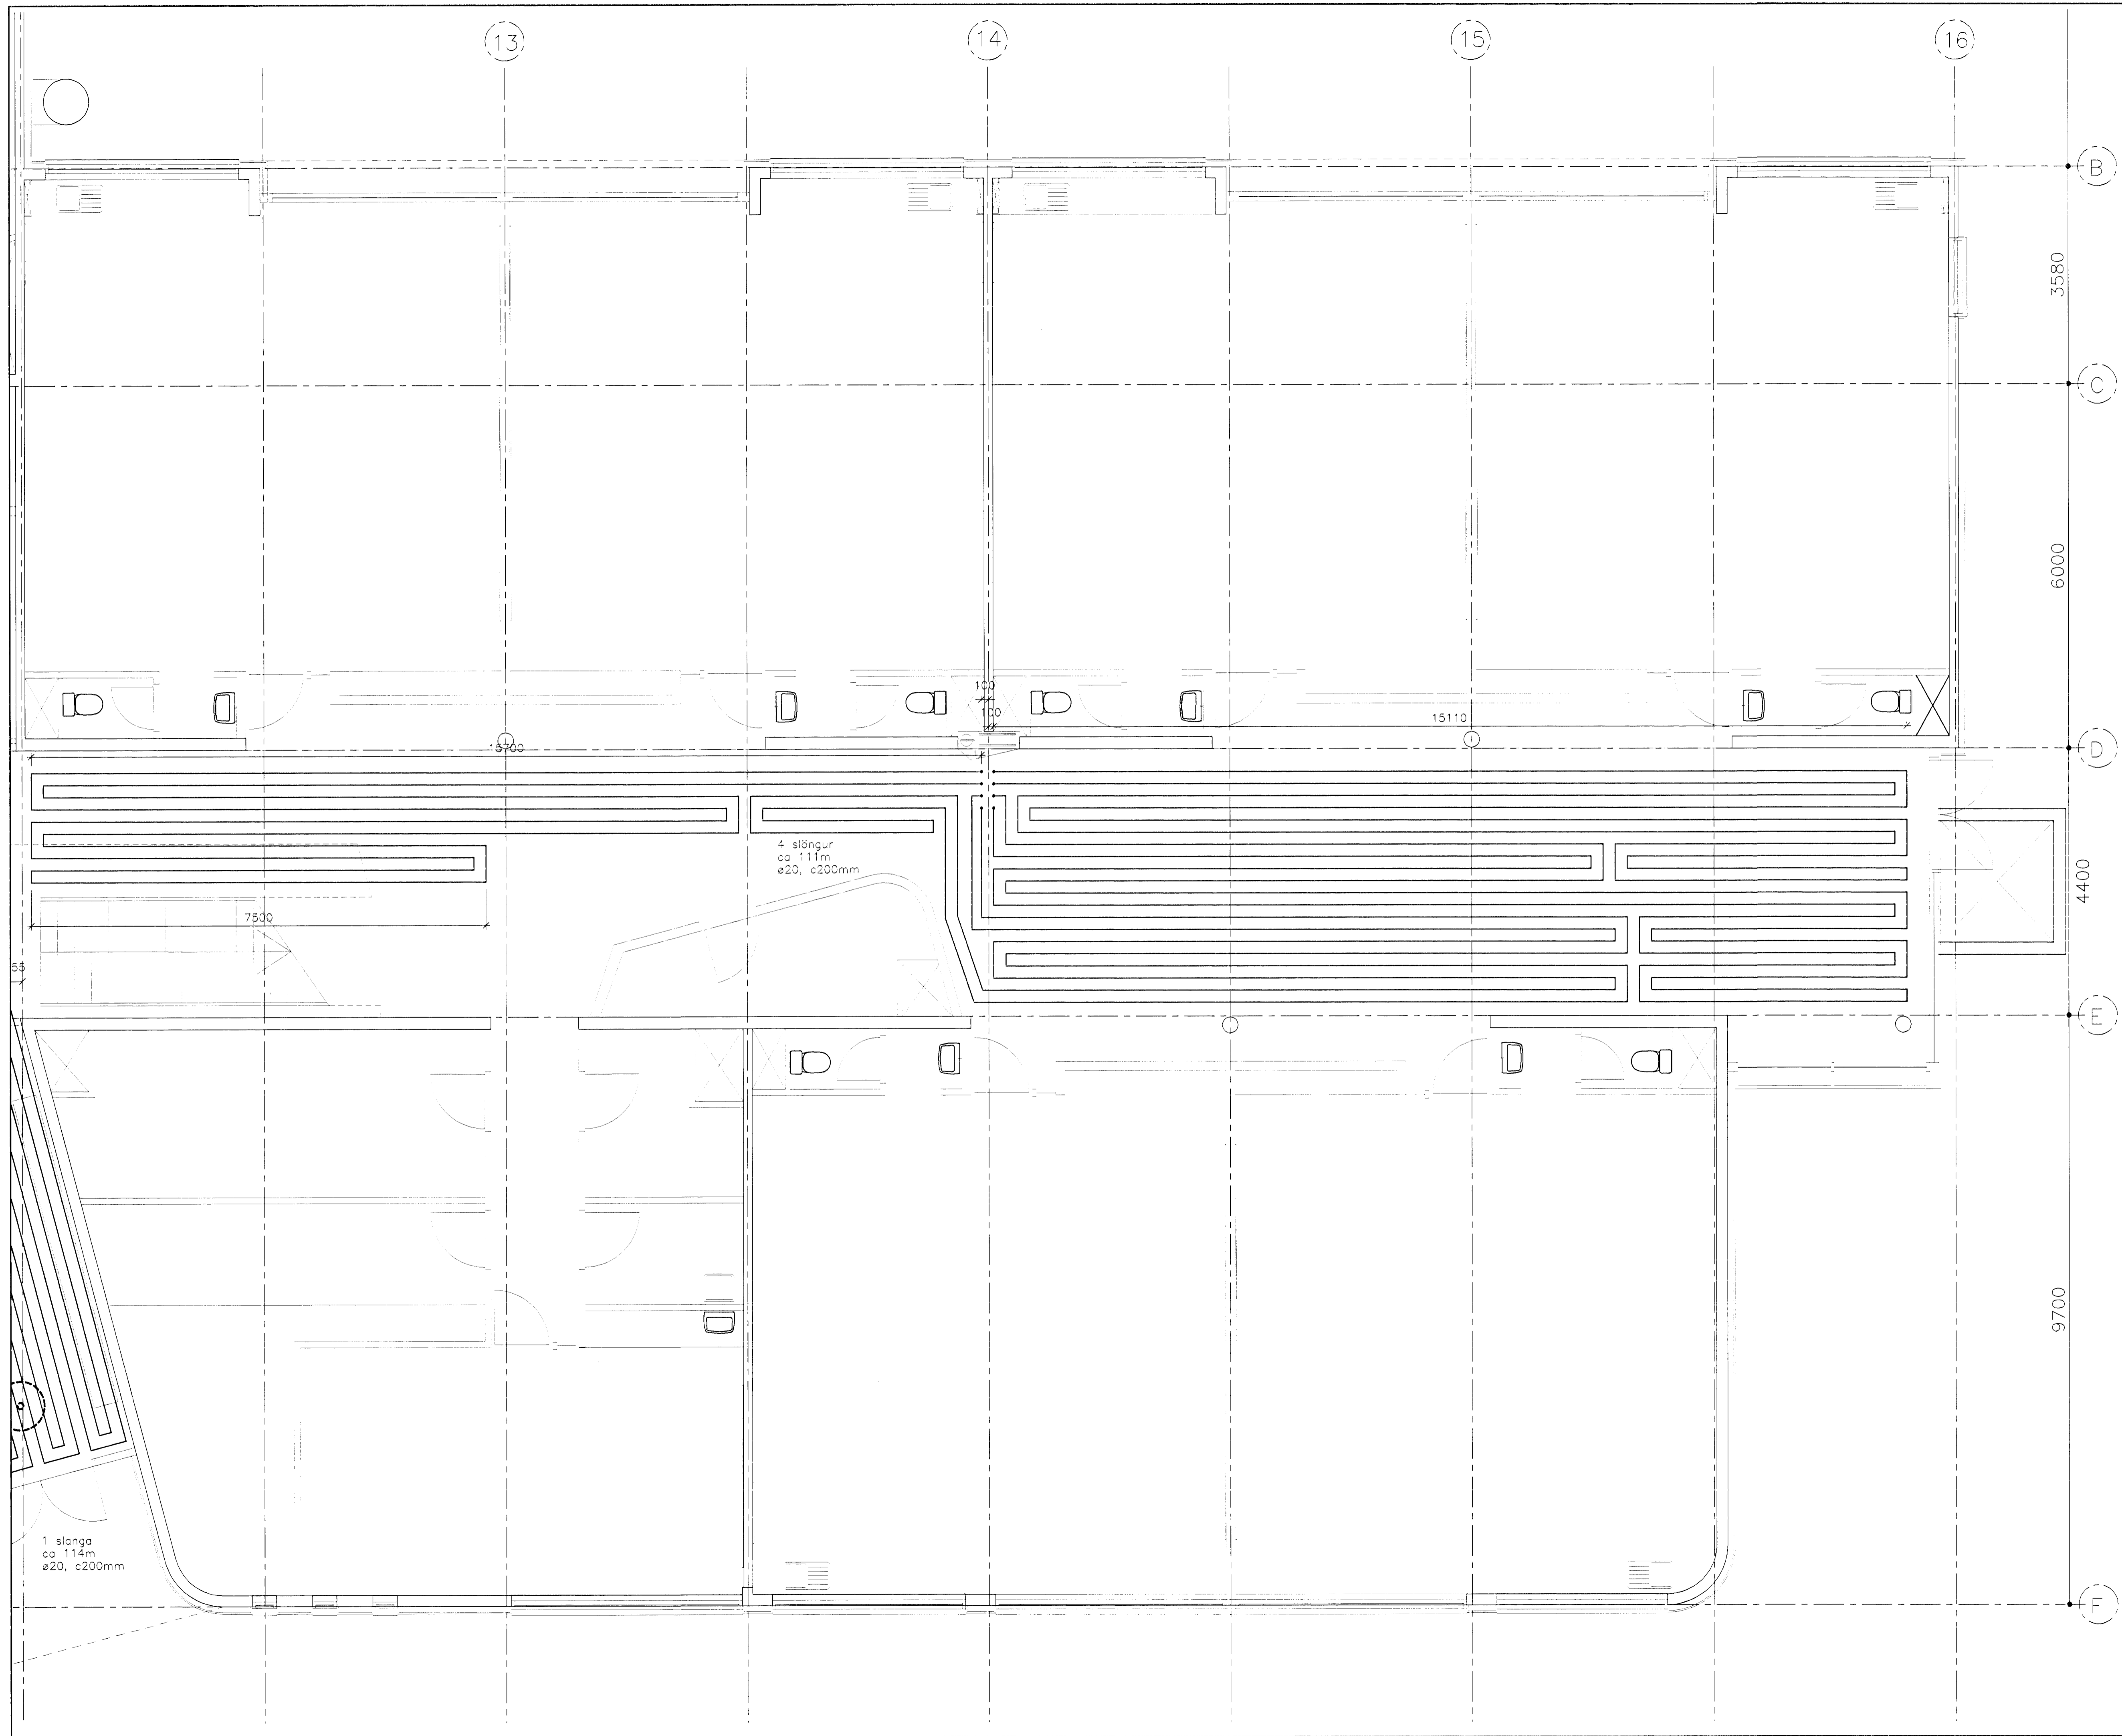 13
14
15
16
B
3580
C
6000
100
100
15110
15700
D
4 slöngur
ca 111m
ø20, c200mm
4400
7500
55
E
9700
1 slanga
ca 114m
ø20, c200mm
F